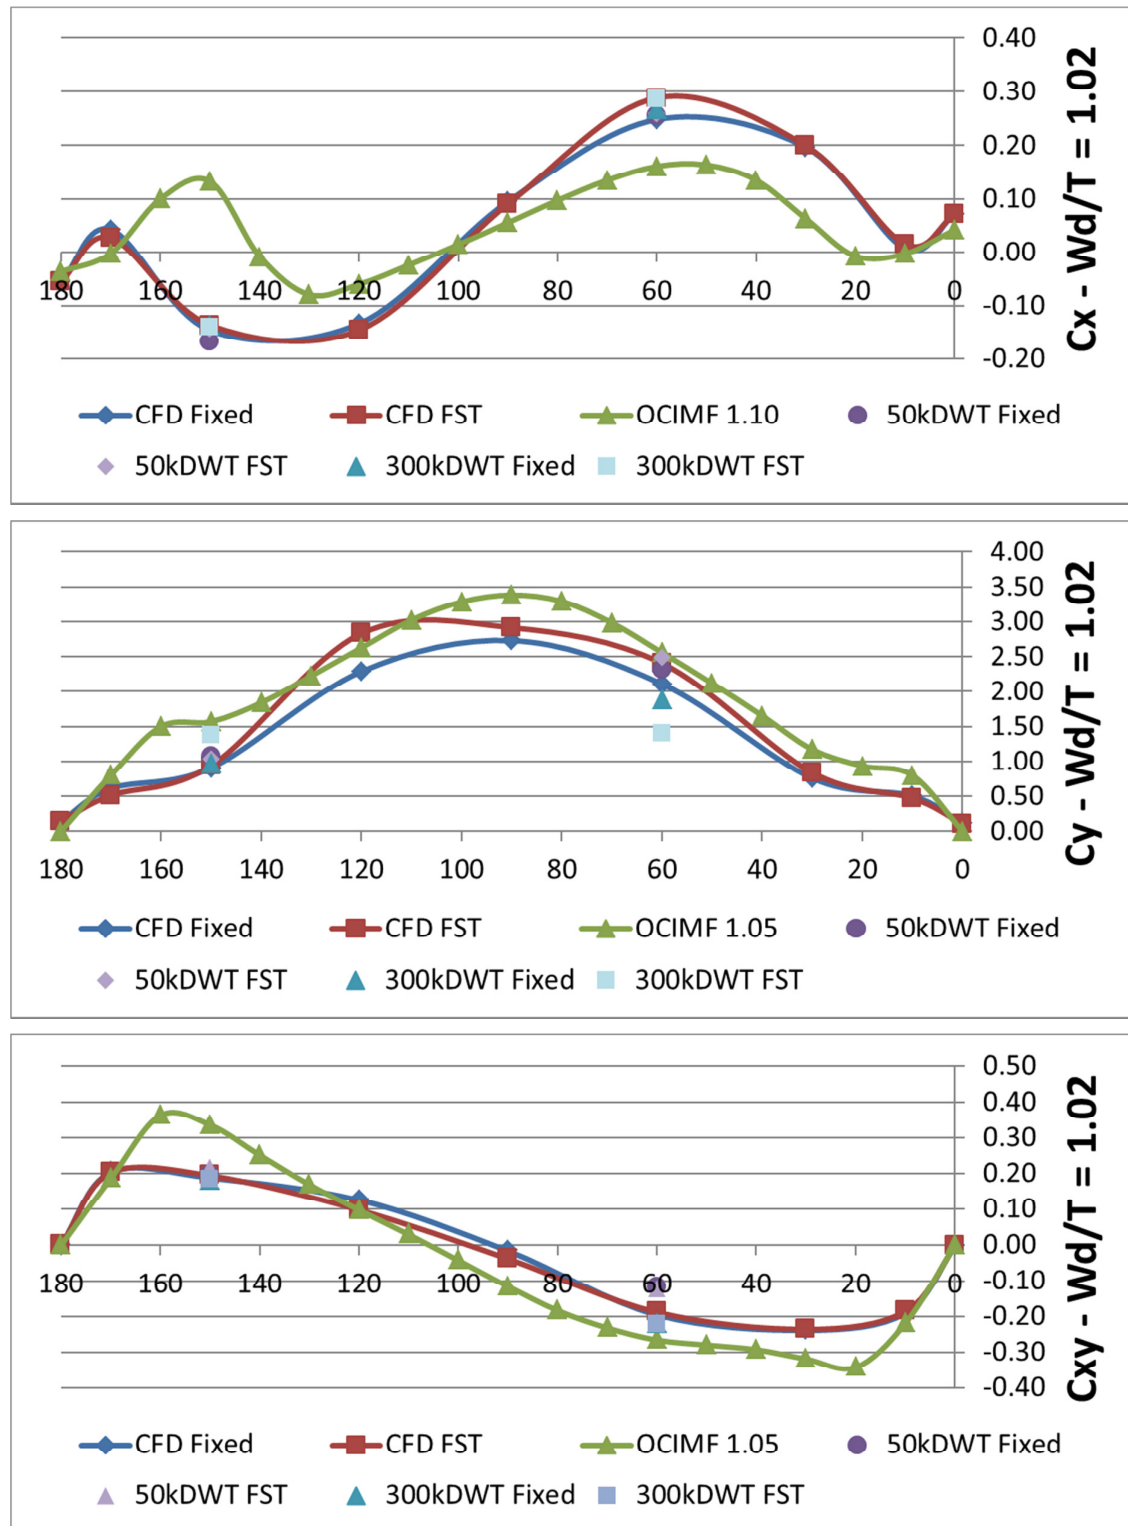 0.40
0.30
0.20
0.10
0.00
-0.10
-0.20
180 160 140 120 100 80 60 40 20 0
Cx - Wd/T = 1.02
CFD Fixed CFD FST OCIMF 1.10 50kDWT Fixed
50kDWT FST 300kDWT Fixed 300kDWT FST
4.00
3.50
3.00
2.50
2.00
1.50
1.00
0.50
0.00
180 160 140 120 100 80 60 40 20 0
Cy - Wd/T = 1.02
CFD Fixed CFD FST OCIMF 1.05 50kDWT Fixed
50kDWT FST 300kDWT Fixed 300kDWT FST
0.50
0.40
0.30
0.20
0.10
0.00
-0.10
-0.20
-0.30
-0.40
180 160 140 120 100 80 60 40 20 0
Cxy - Wd/T = 1.02
CFD Fixed CFD FST OCIMF 1.05 50kDWT Fixed
50kDWT FST 300kDWT Fixed 300kDWT FST